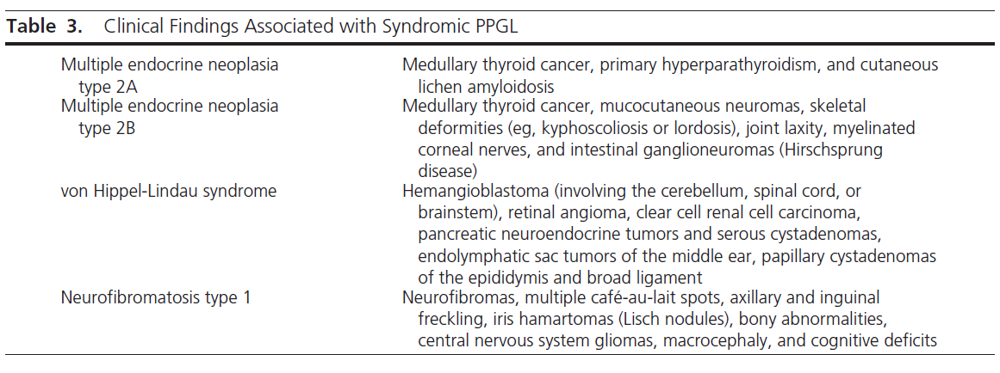 Table 3. Clinical Findings Associated with Syndromic PPGL
Multiple endocrine neoplasia
type 2A
Medullary thyroid cancer, primary hyperparathyroidism, and cutaneous
lichen amyloidosis
Multiple endocrine neoplasia
type 2B
Medullary thyroid cancer, mucocutaneous neuromas, skeletal
deformities (eg, kyphoscoliosis or lordosis), joint laxity, myelinated
corneal nerves, and intestinal ganglioneuromas (Hirschsprung
disease)
von Hippel-Lindau syndrome
Hemangioblastoma (involving the cerebellum, spinal cord, or
brainstem), retinal angioma, clear cell renal cell carcinoma,
pancreatic neuroendocrine tumors and serous cystadenomas,
endolymphatic sac tumors of the middle ear, papillary cystadenomas
of the epididymis and broad ligament
Neurofibromatosis type 1
Neurofibromas, multiple café-au-lait spots, axillary and inguinal
freckling, iris hamartomas (Lisch nodules), bony abnormalities,
central nervous system gliomas, macrocephaly, and cognitive deficits